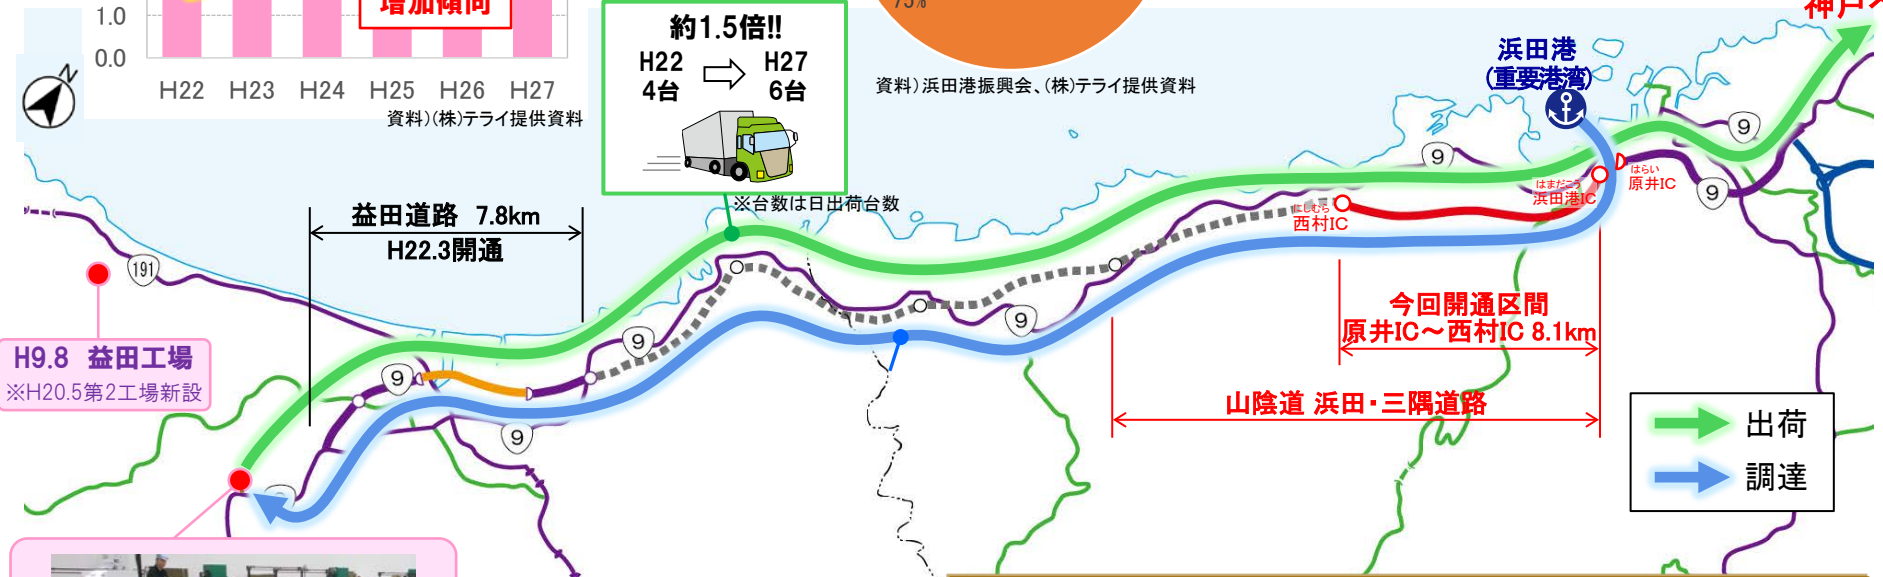 増加傾向
1.0
0.0
H22 H23 H24 H25 H26 H27
資料)(株)テライ提供資料
N
約1.5倍!!
H22 H27
4台 6台
※台数は日出荷台数
75%
資料)浜田港振興会、(株)テライ提供資料
神戸へ
浜田港
(重要港湾)
9
9
9
はらい
原井IC
はまだこう
浜田港IC
にしむら
西村IC
益田道路 7.8km
H22.3開通
191
H9.8 益田工場
※H20.5第2工場新設
9
9
9
9
今回開通区間
原井IC～西村IC 8.1km
山陰道 浜田・三隅道路
出荷
調達